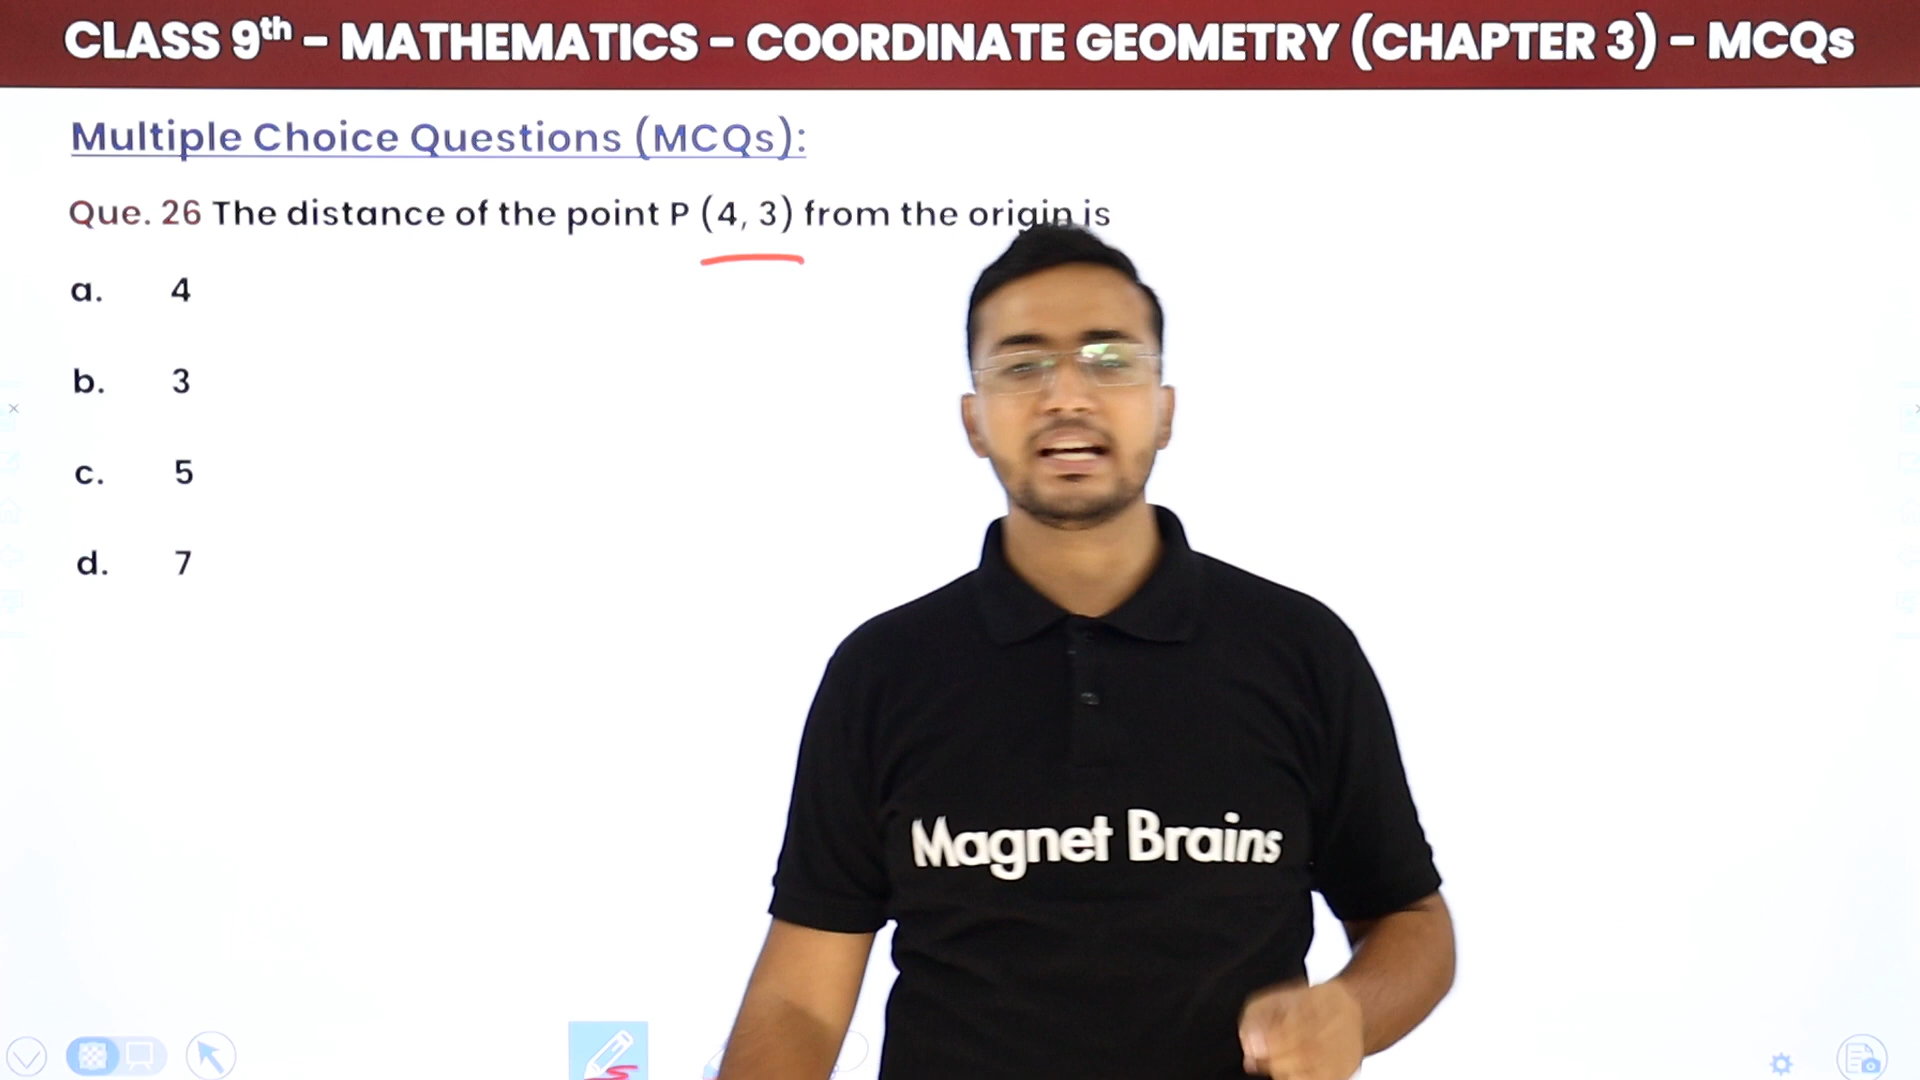 CLASS 9th - MATHEMATICS - COORDINATE GEOMETRY (CHAPTER 3) - MCQs
Multiple Choice Questions (MCQs):
Que. 26 The distance of the point P (4, 3) from the origin is
a. 4
b. 3
c. 5
d. 7
Magnet Brains